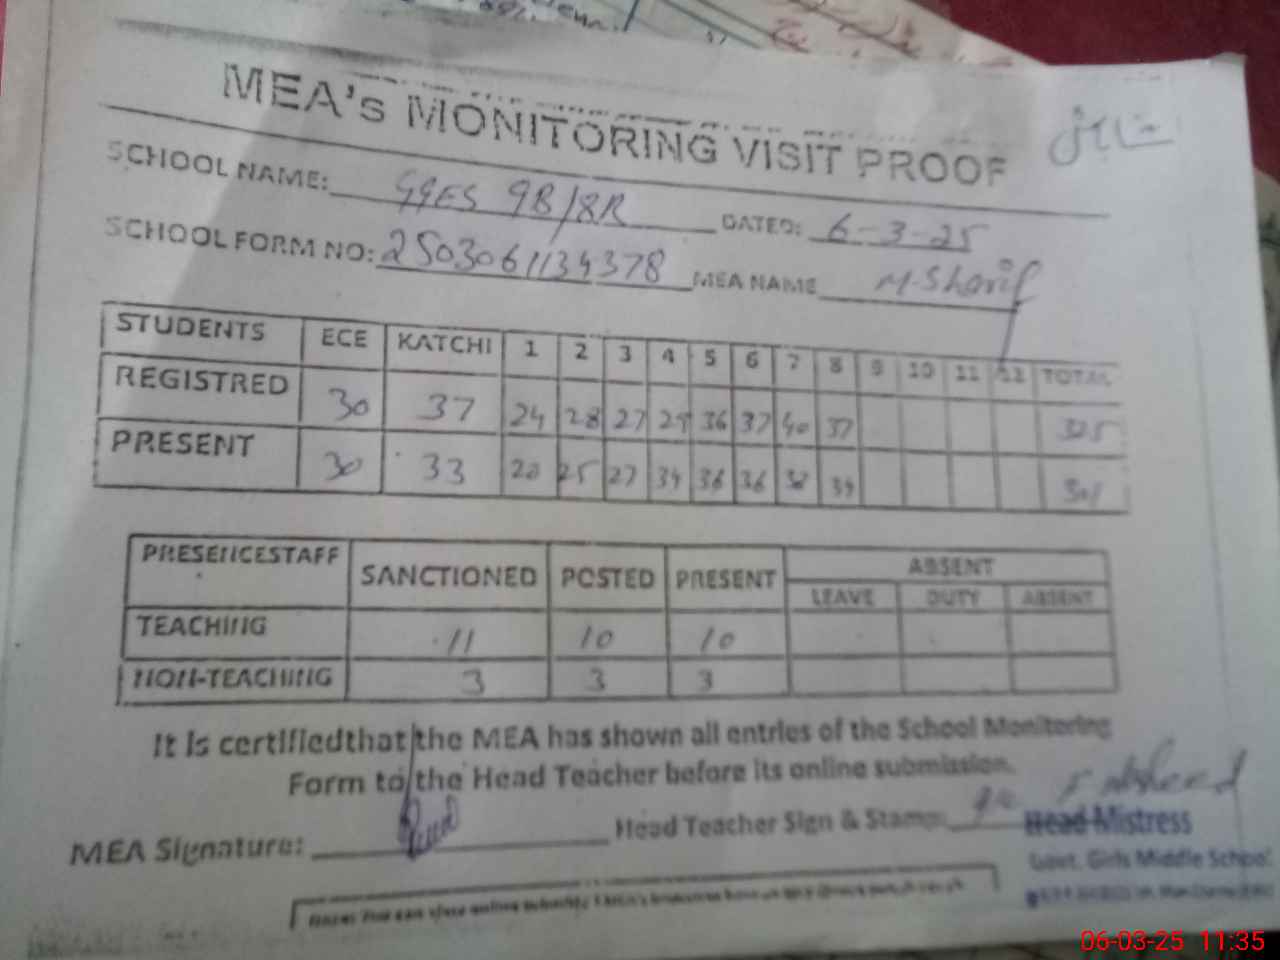 MEA's MONITORING VISIT PROOF
SCHOOL NAME: GGES 9B/8R DATED: 6-3-25
SCHOOL FORM NO: 2503061134378 MEA NAME M. Sharif
STUDENTS ECE KATCHI 1 2 3 4 5 6 7 8 9 10 11 12 TOTAL
REGISTRED 30 37 24 28 27 29 36 37 40 37 325
PRESENT 30 33 25 27 34 36 36 34 301
PRESENCESTAFF SANCTIONED POSTED PRESENT ABSENT
LEAVE DUTY ABSENT
TEACHING 11 10 10
NON-TEACHING 3 3 3
It is certifiedthat the MEA has shown all entries of the School Monitoring
Form to the Head Teacher before its online submission.
MEA Signature: Head Teacher Sign & Stamp:
Head Mistress
Govt. Girls Middle School
06-03-25 11:35